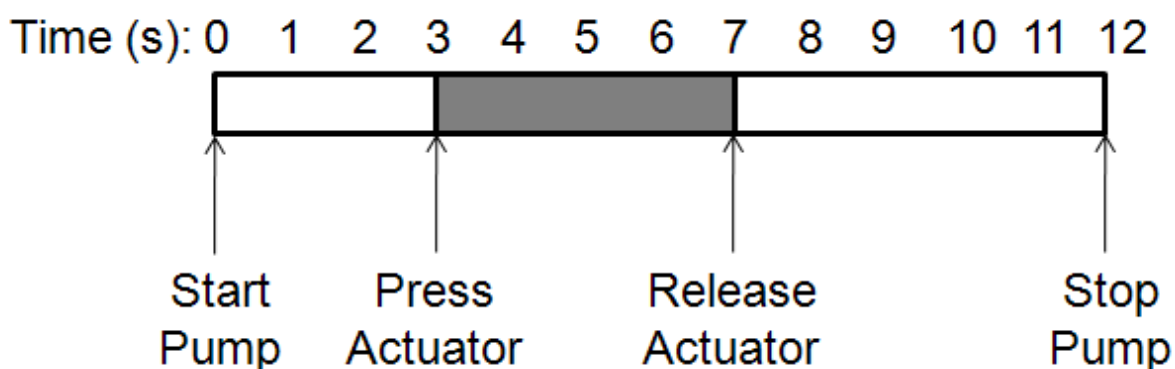 Time (s): 0 1 2 3 4 5 6 7 8 9 10 11 12
Start Press Release Stop
Pump Actuator Actuator Pump